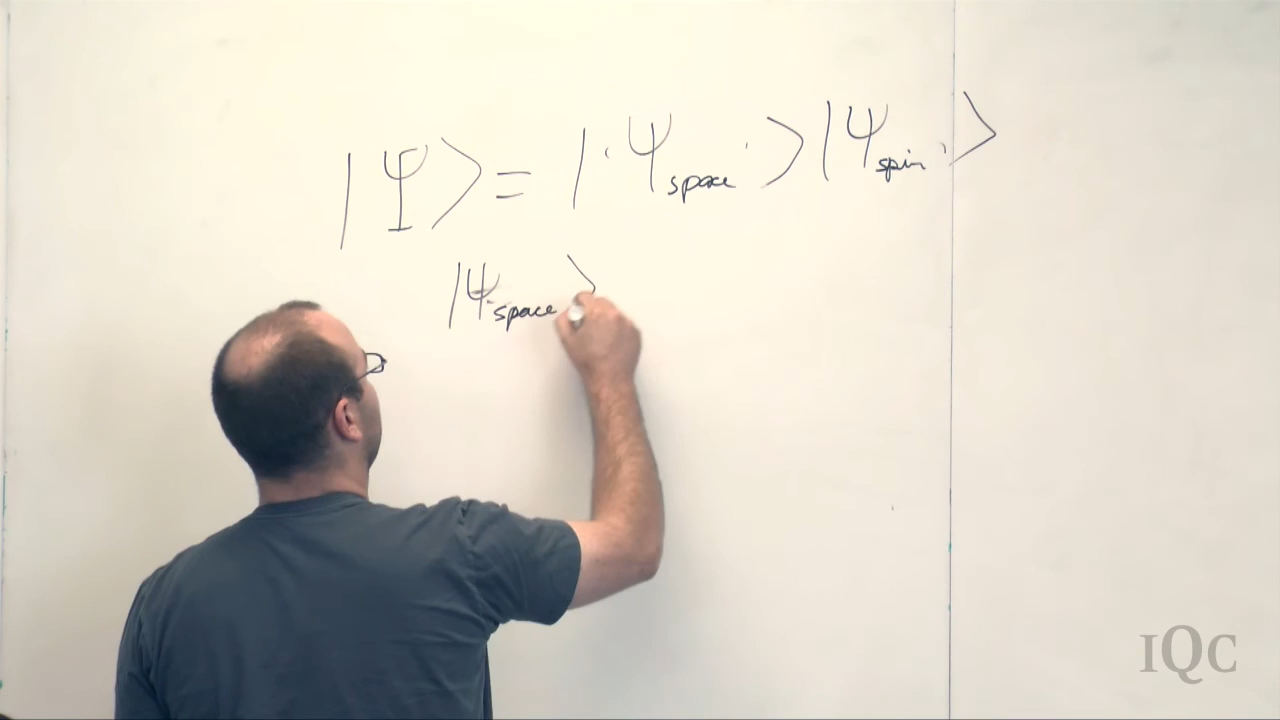 |Ψ⟩ = |Ψspace⟩|Ψspin⟩
|Ψspace⟩
IQC